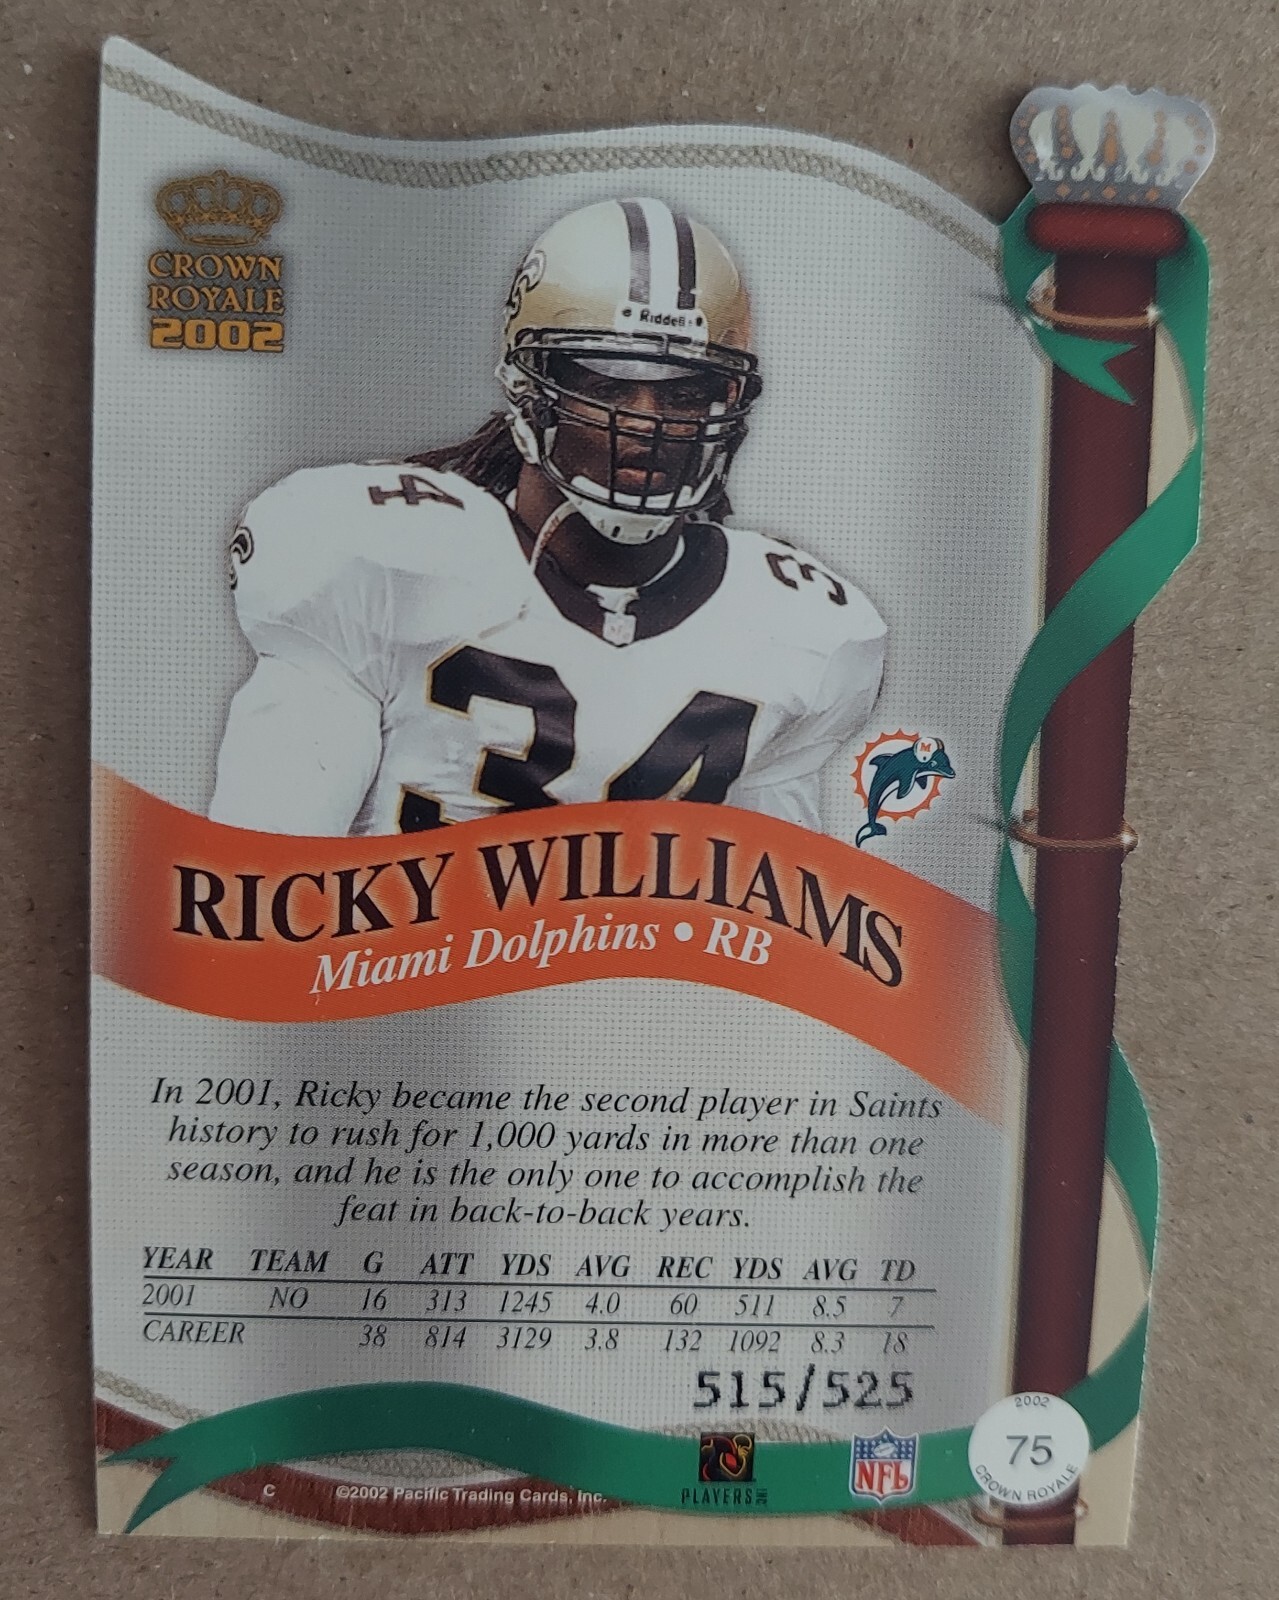 CROWN
ROYALE
2002
Riddell
34
3
34
M
RICKY WILLIAMS
Miami Dolphins • RB
In 2001, Ricky became the second player in Saints
history to rush for 1,000 yards in more than one
season, and he is the only one to accomplish the
feat in back-to-back years.
YEAR TEAM G ATT YDS AVG REC YDS AVG TD
2001 NO 16 313 1245 4.0 60 511 8.5 7
CAREER 38 814 3129 3.8 132 1092 8.3 18
515/525
C ©2002 Pacific Trading Cards, Inc.
PLAYERS INC
NFL
2002
75
CROWN ROYALE